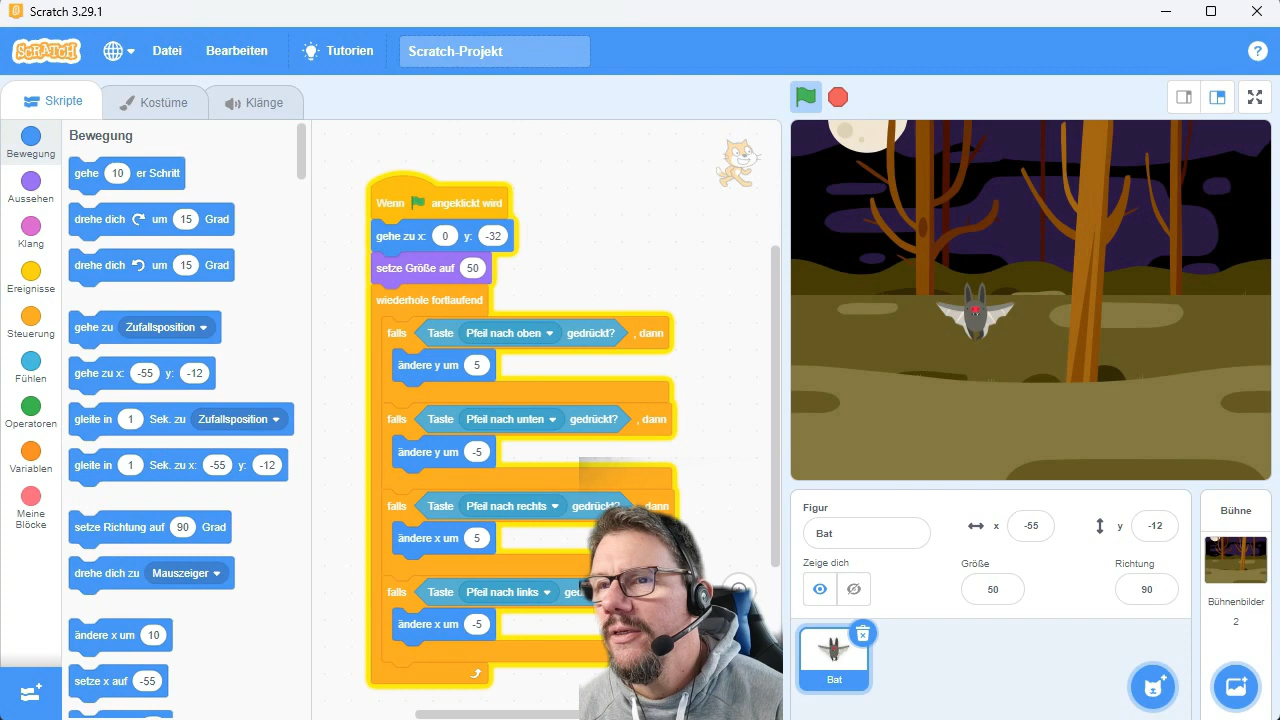 Scratch 3.29.1
SCRATCH
Datei
Bearbeiten
Tutorien
Scratch-Projekt
?
Skripte
Kostüme
Klänge
Bewegung
Aussehen
Klang
Ereignisse
Steuerung
Fühlen
Operatoren
Variablen
Meine
Blöcke
Bewegung
gehe 10 er Schritt
drehe dich um 15 Grad
drehe dich um 15 Grad
gehe zu Zufallsposition
gehe zu x: -55 y: -12
gleite in 1 Sek. zu Zufallsposition
gleite in 1 Sek. zu x: -55 y: -12
setze Richtung auf 90 Grad
drehe dich zu Mauszeiger
ändere x um 10
setze x auf -55
Wenn angeklickt wird
gehe zu x: 0 y: -32
setze Größe auf 50
wiederhole fortlaufend
falls Taste Pfeil nach oben gedrückt? , dann
ändere y um 5
falls Taste Pfeil nach unten gedrückt? , dann
ändere y um -5
falls Taste Pfeil nach rechts gedrückt? dann
ändere x um 5
falls Taste Pfeil nach links
ändere x um -5
Figur
Bat
x -55
y -12
Zeige dich
Größe
50
Richtung
90
Bat
Bühne
Bühnenbilder
2